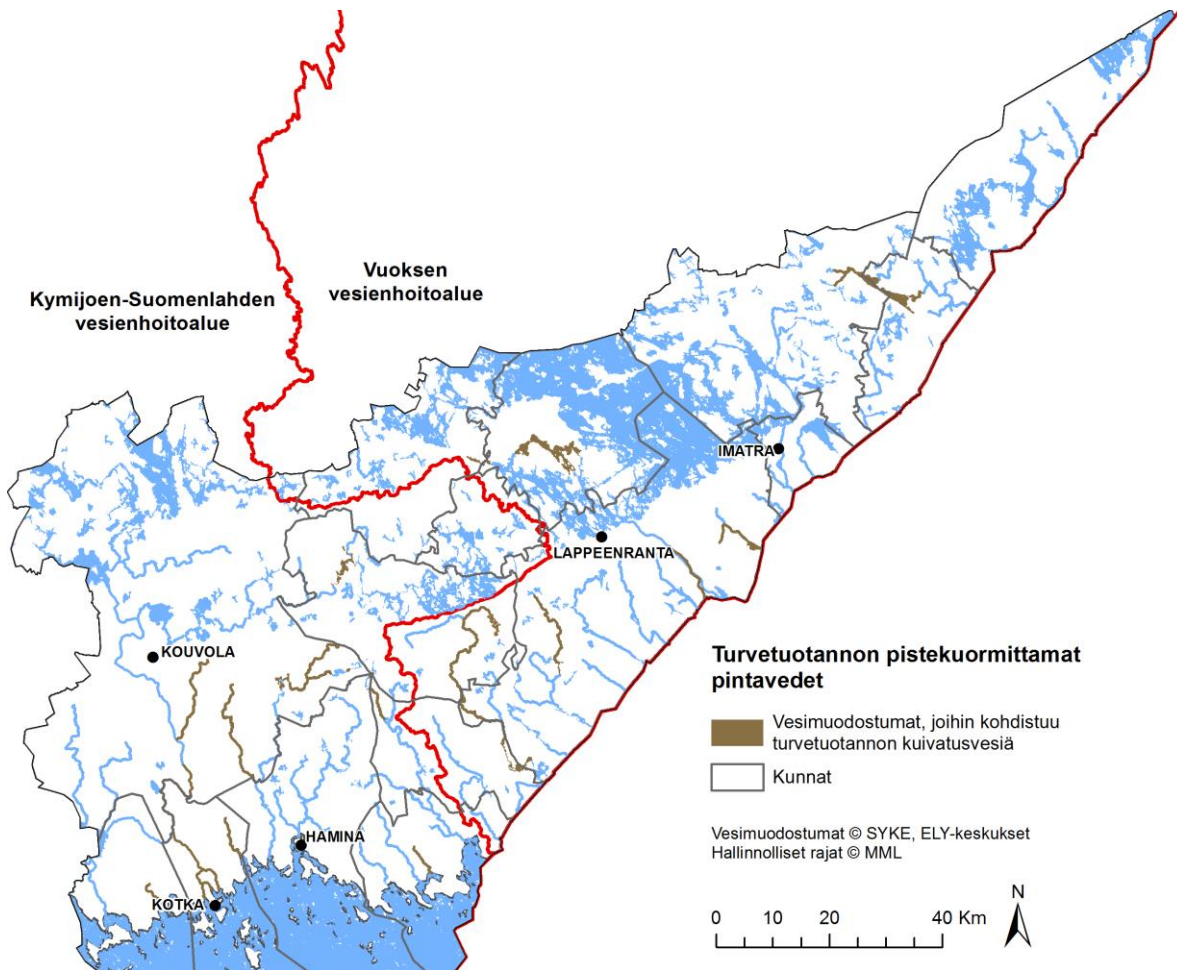 Kymijoen-Suomenlahden
vesienhoitoalue
Vuoksen
vesienhoitoalue
IMATRA
LAPPEENRANTA
KOUVOLA
HAMINA
KOTKA
Turvetuotannon pistekuormittamat
pintavedet
Vesimuodostumat, joihin kohdistuu
turvetuotannon kuivatusvesiä
Kunnat
Vesimuodostumat © SYKE, ELY-keskukset
Hallinnolliset rajat © MML
0 10 20 40 Km
N